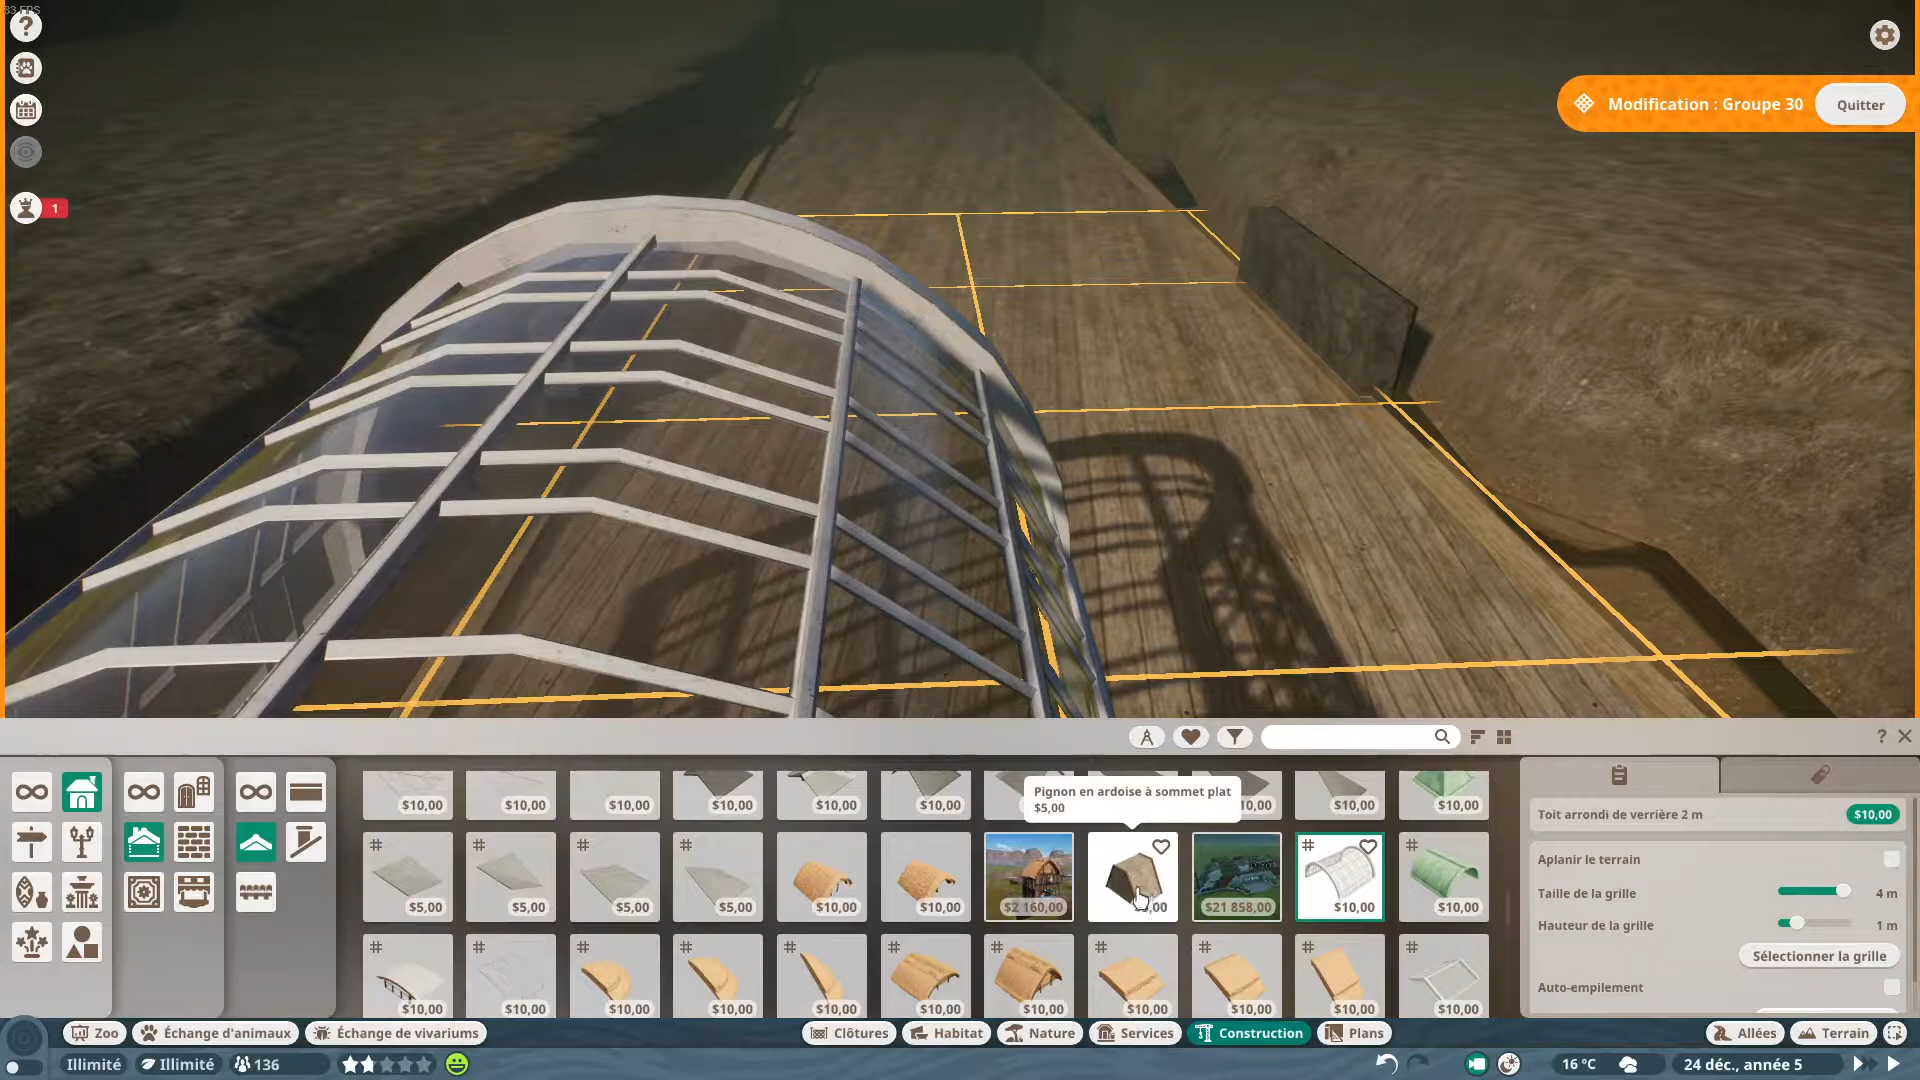 33 FPS
?
Modification : Groupe 30
Quitter
1
?
$10,00 $10,00 $10,00 $10,00 $10,00 $10,00 $10,00 $10,00 $10,00
Pignon en ardoise à sommet plat
$5,00
$5,00 $5,00 $5,00 $5,00 $10,00 $10,00 $2 160,00 $5,00 $21 858,00 $10,00 $10,00
$10,00 $10,00 $10,00 $10,00 $10,00 $10,00 $10,00 $10,00 $10,00 $10,00 $10,00
Toit arrondi de verrière 2 m
$10,00
Aplanir le terrain
Taille de la grille
4 m
Hauteur de la grille
1 m
Sélectionner la grille
Auto-empilement
Zoo
Échange d'animaux
Échange de vivariums
Clôtures
Habitat
Nature
Services
Construction
Plans
Allées
Terrain
Illimité
Illimité
136
16 °C
24 déc., année 5